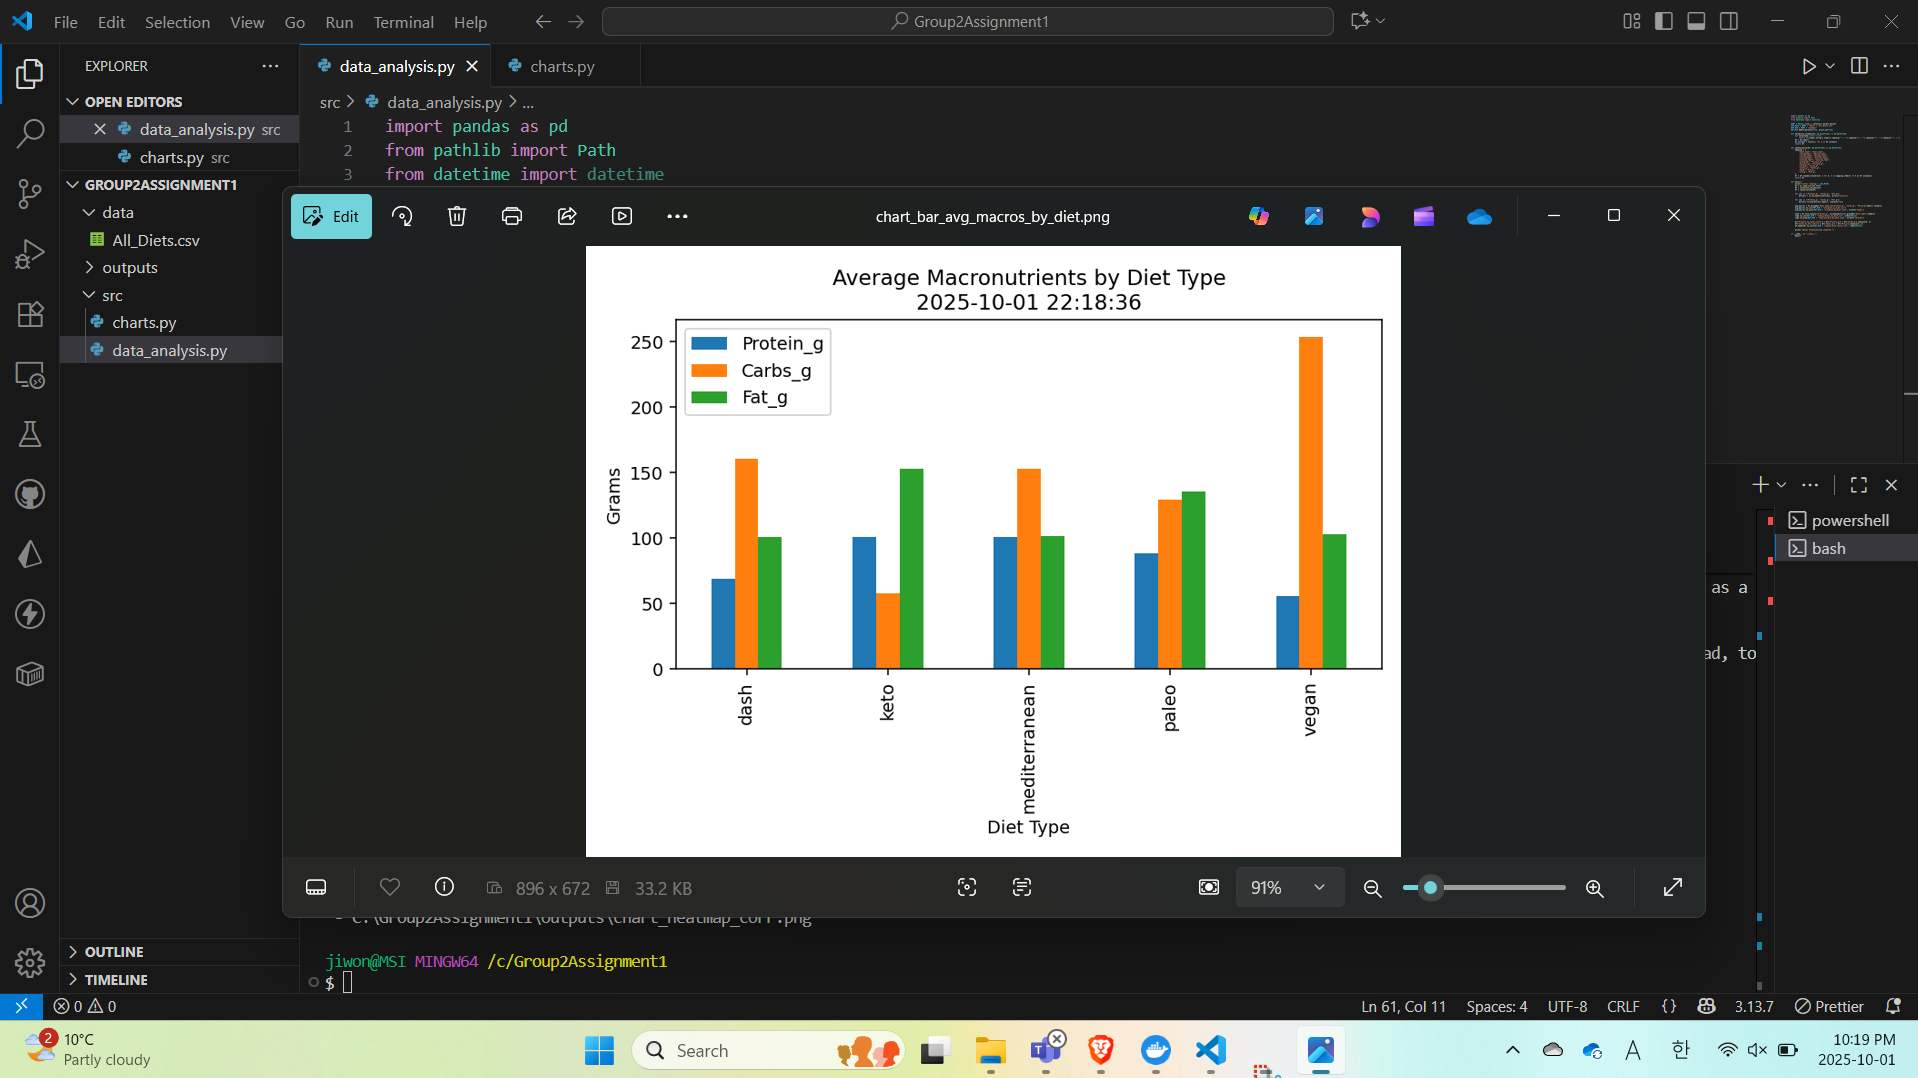 File Edit Selection View Go Run Terminal Help
Group2Assignment1
EXPLORER
OPEN EDITORS
data_analysis.py src
charts.py src
GROUP2ASSIGNMENT1
data
All_Diets.csv
outputs
src
charts.py
data_analysis.py
OUTLINE
TIMELINE
data_analysis.py
charts.py
src > data_analysis.py > ...
1 import pandas as pd
2 from pathlib import Path
3 from datetime import datetime
Edit
chart_bar_avg_macros_by_diet.png
Average Macronutrients by Diet Type
2025-10-01 22:18:36
Protein_g
Carbs_g
Fat_g
Grams
250
200
150
100
50
0
dash
keto
mediterranean
paleo
vegan
Diet Type
896 x 672
33.2 KB
91%
powershell
bash
as a
ad, to
- C:\Group2Assignment1\outputs\chart_heatmap_corr.png
jiwon@MSI MINGW64 /c/Group2Assignment1
$
0 0
Ln 61, Col 11 Spaces: 4 UTF-8 CRLF {} 3.13.7 Prettier
2
10°C
Partly cloudy
Search
A
한
10:19 PM
2025-10-01